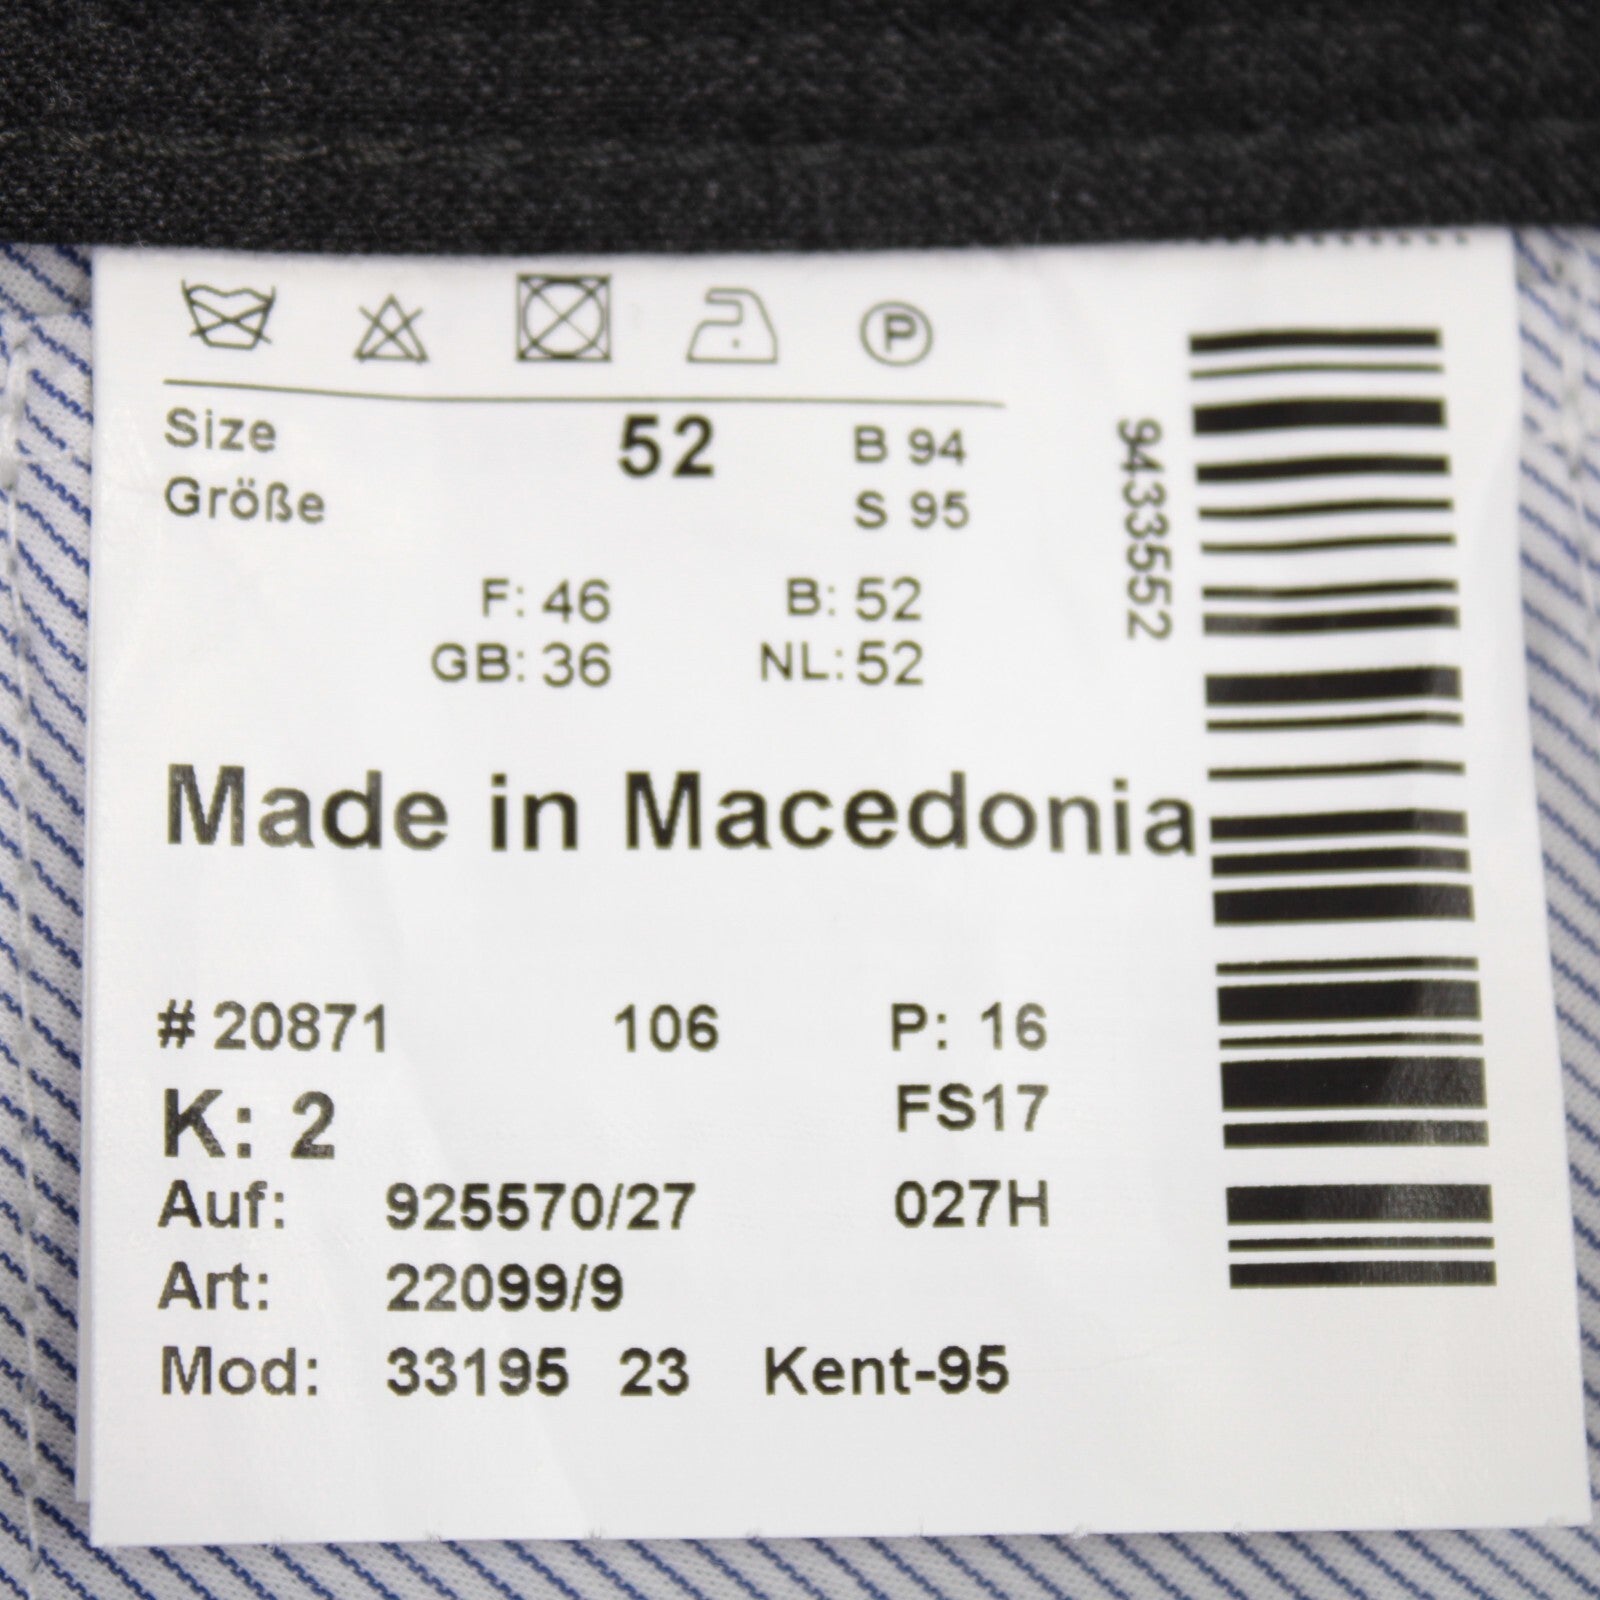 P
Size 52 B 94
Größe S 95
F: 46 B: 52
GB: 36 NL: 52
Made in Macedonia
# 20871 106 P: 16
K: 2 FS17
Auf: 925570/27 027H
Art: 22099/9
Mod: 33195 23 Kent-95
9433552